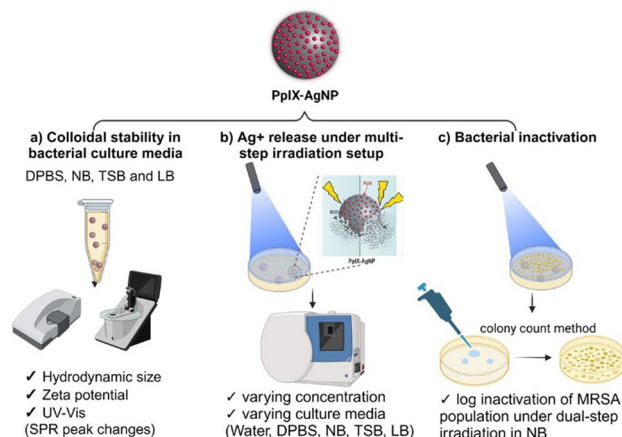 PpIX-AgNP
a) Colloidal stability in
bacterial culture media
DPBS, NB, TSB and LB
✓ Hydrodynamic size
✓ Zeta potential
✓ UV-Vis
(SPR peak changes)
b) Ag+ release under multi-
step irradiation setup
PpIX
ROS
PpIX-AgNP
✓ varying concentration
✓ varying culture media
(Water, DPBS, NB, TSB, LB)
c) Bacterial inactivation
colony count method
✓ log inactivation of MRSA
population under dual-step
irradiation in NB